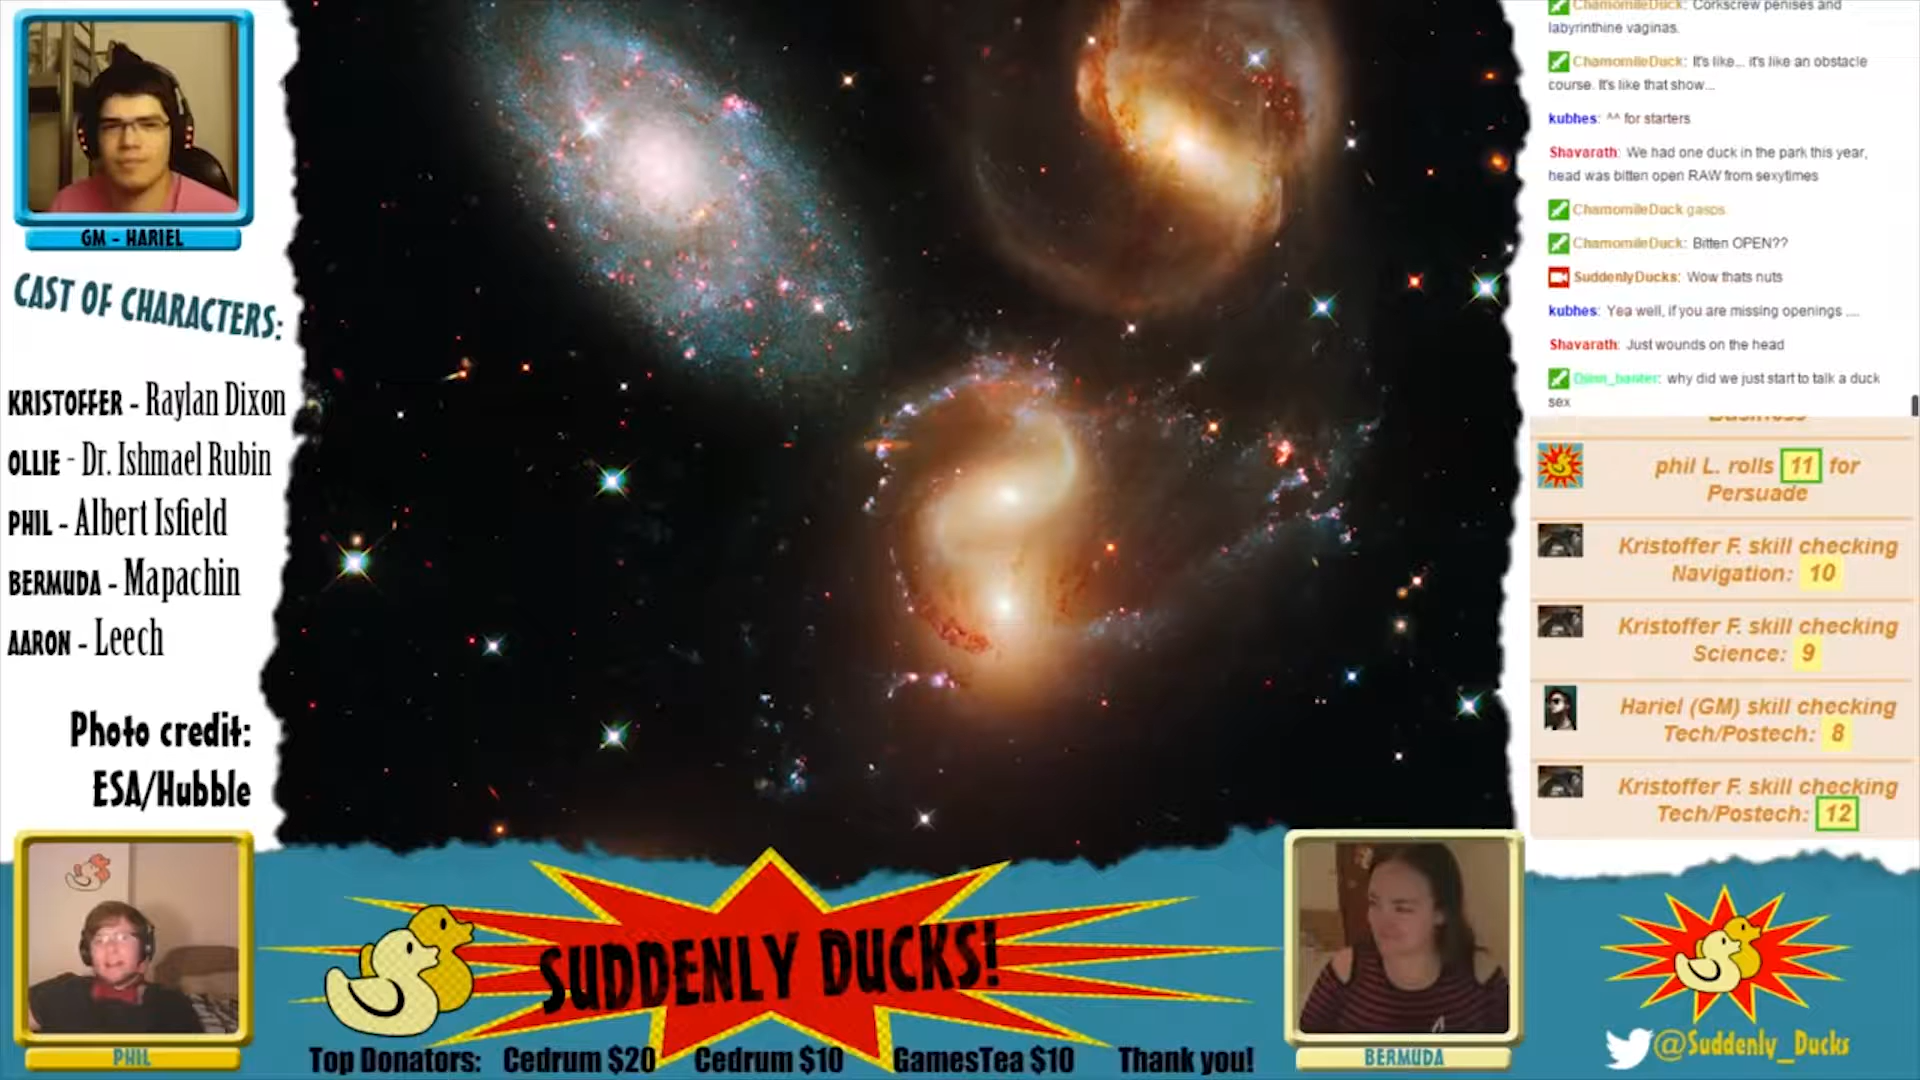 GM - HARIEL
CAST OF CHARACTERS:
KRISTOFFER - Raylan Dixon
OLLIE - Dr. Ishmael Rubin
PHIL - Albert Isfield
BERMUDA - Mapachin
AARON - Leech
Photo credit:
ESA/Hubble
PHIL
SUDDENLY DUCKS!
Top Donators: Cedrum $20 Cedrum $10 GamesTea $10 Thank you!
BERMUDA
ChamomileDuck: Corkscrew penises and
labyrinthine vaginas.
ChamomileDuck: It's like... it's like an obstacle
course. It's like that show...
kubhes: ^^ for starters
Shavarath: We had one duck in the park this year,
head was bitten open RAW from sexytimes
ChamomileDuck gasps.
ChamomileDuck: Bitten OPEN??
SuddenlyDucks: Wow thats nuts
kubhes: Yea well, if you are missing openings ....
Shavarath: Just wounds on the head
why did we just start to talk a duck
sex
Business
phil L. rolls 11 for
Persuade
Kristoffer F. skill checking
Navigation: 10
Kristoffer F. skill checking
Science: 9
Hariel (GM) skill checking
Tech/Postech: 8
Kristoffer F. skill checking
Tech/Postech: 12
@Suddenly_Ducks